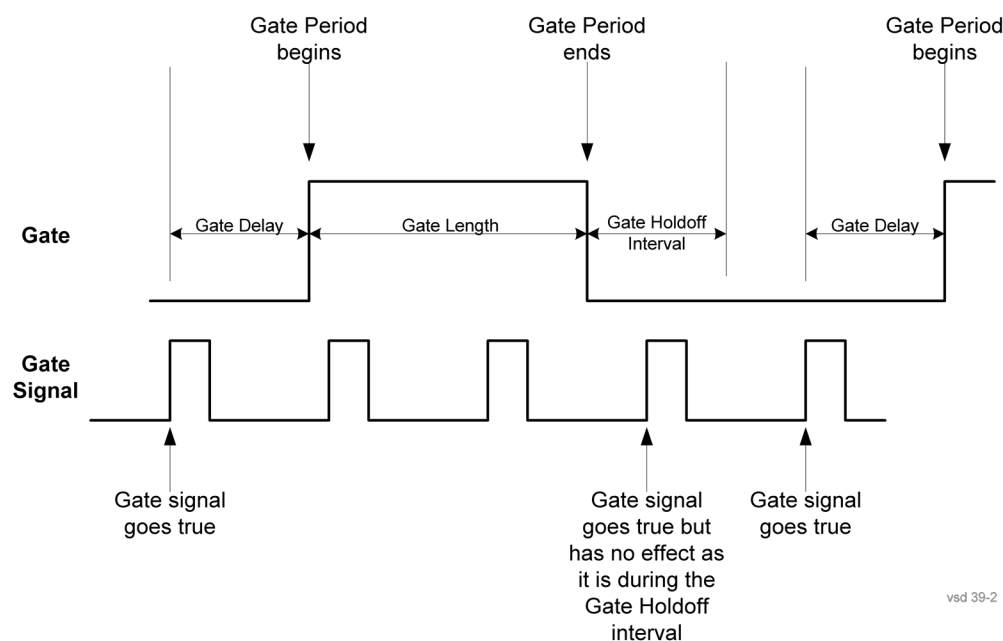 Gate Period
begins
Gate Period
ends
Gate Period
begins
Gate
Gate Delay
Gate Length
Gate Holdoff
Interval
Gate Delay
Gate
Signal
Gate signal
goes true
Gate signal
goes true but
has no effect as
it is during the
Gate Holdoff
interval
Gate signal
goes true
vsd 39-2